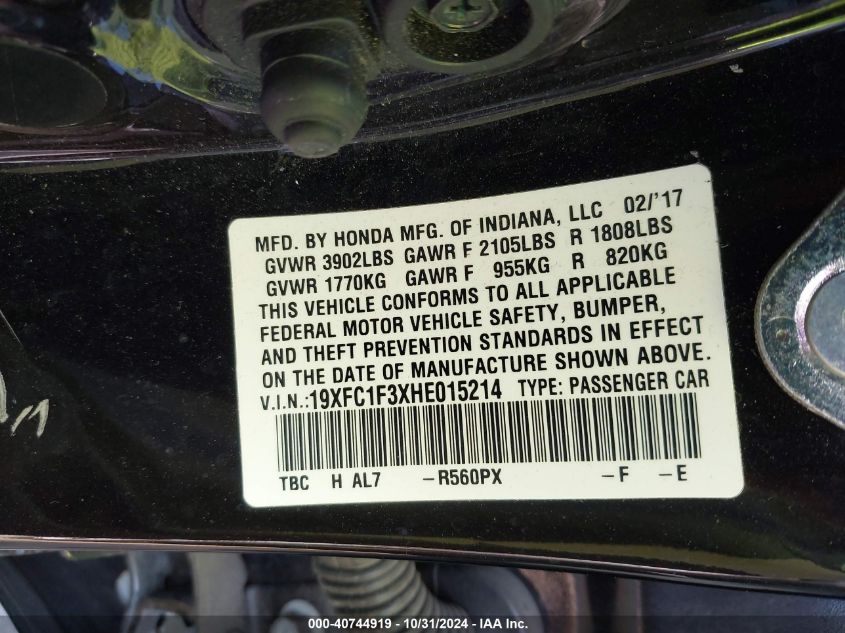 MFD. BY HONDA MFG. OF INDIANA, LLC 02/'17
GVWR 3902LBS GAWR F 2105LBS R 1808LBS
GVWR 1770KG GAWR F 955KG R 820KG
THIS VEHICLE CONFORMS TO ALL APPLICABLE
FEDERAL MOTOR VEHICLE SAFETY, BUMPER,
AND THEFT PREVENTION STANDARDS IN EFFECT
ON THE DATE OF MANUFACTURE SHOWN ABOVE.
V.I.N.:19XFC1F3XHE015214 TYPE: PASSENGER CAR
TBC H AL7 -R560PX -F -E
000-40744919 - 10/31/2024 - IAA Inc.